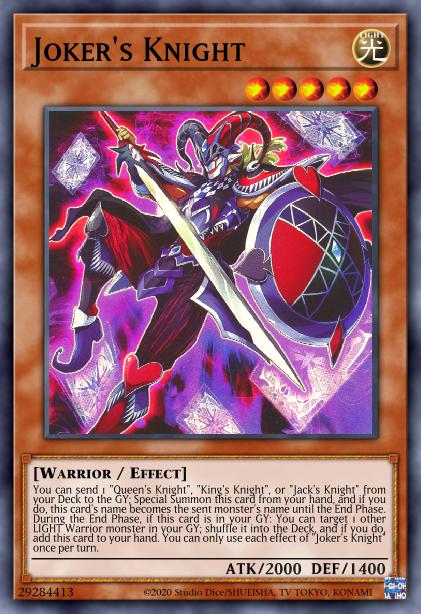 Joker's Knight
LIGHT
光
[Warrior / Effect]
You can send 1 "Queen's Knight", "King's Knight", or "Jack's Knight" from
your Deck to the GY; Special Summon this card from your hand, and if you
do, this card's name becomes the sent monster's name until the End Phase.
During the End Phase, if this card is in your GY: You can target 1 other
LIGHT Warrior monster in your GY; shuffle it into the Deck, and if you do,
add this card to your hand. You can only use each effect of "Joker's Knight"
once per turn.
ATK/2000 DEF/1400
29284413
©2020 Studio Dice/SHUEISHA, TV TOKYO, KONAMI